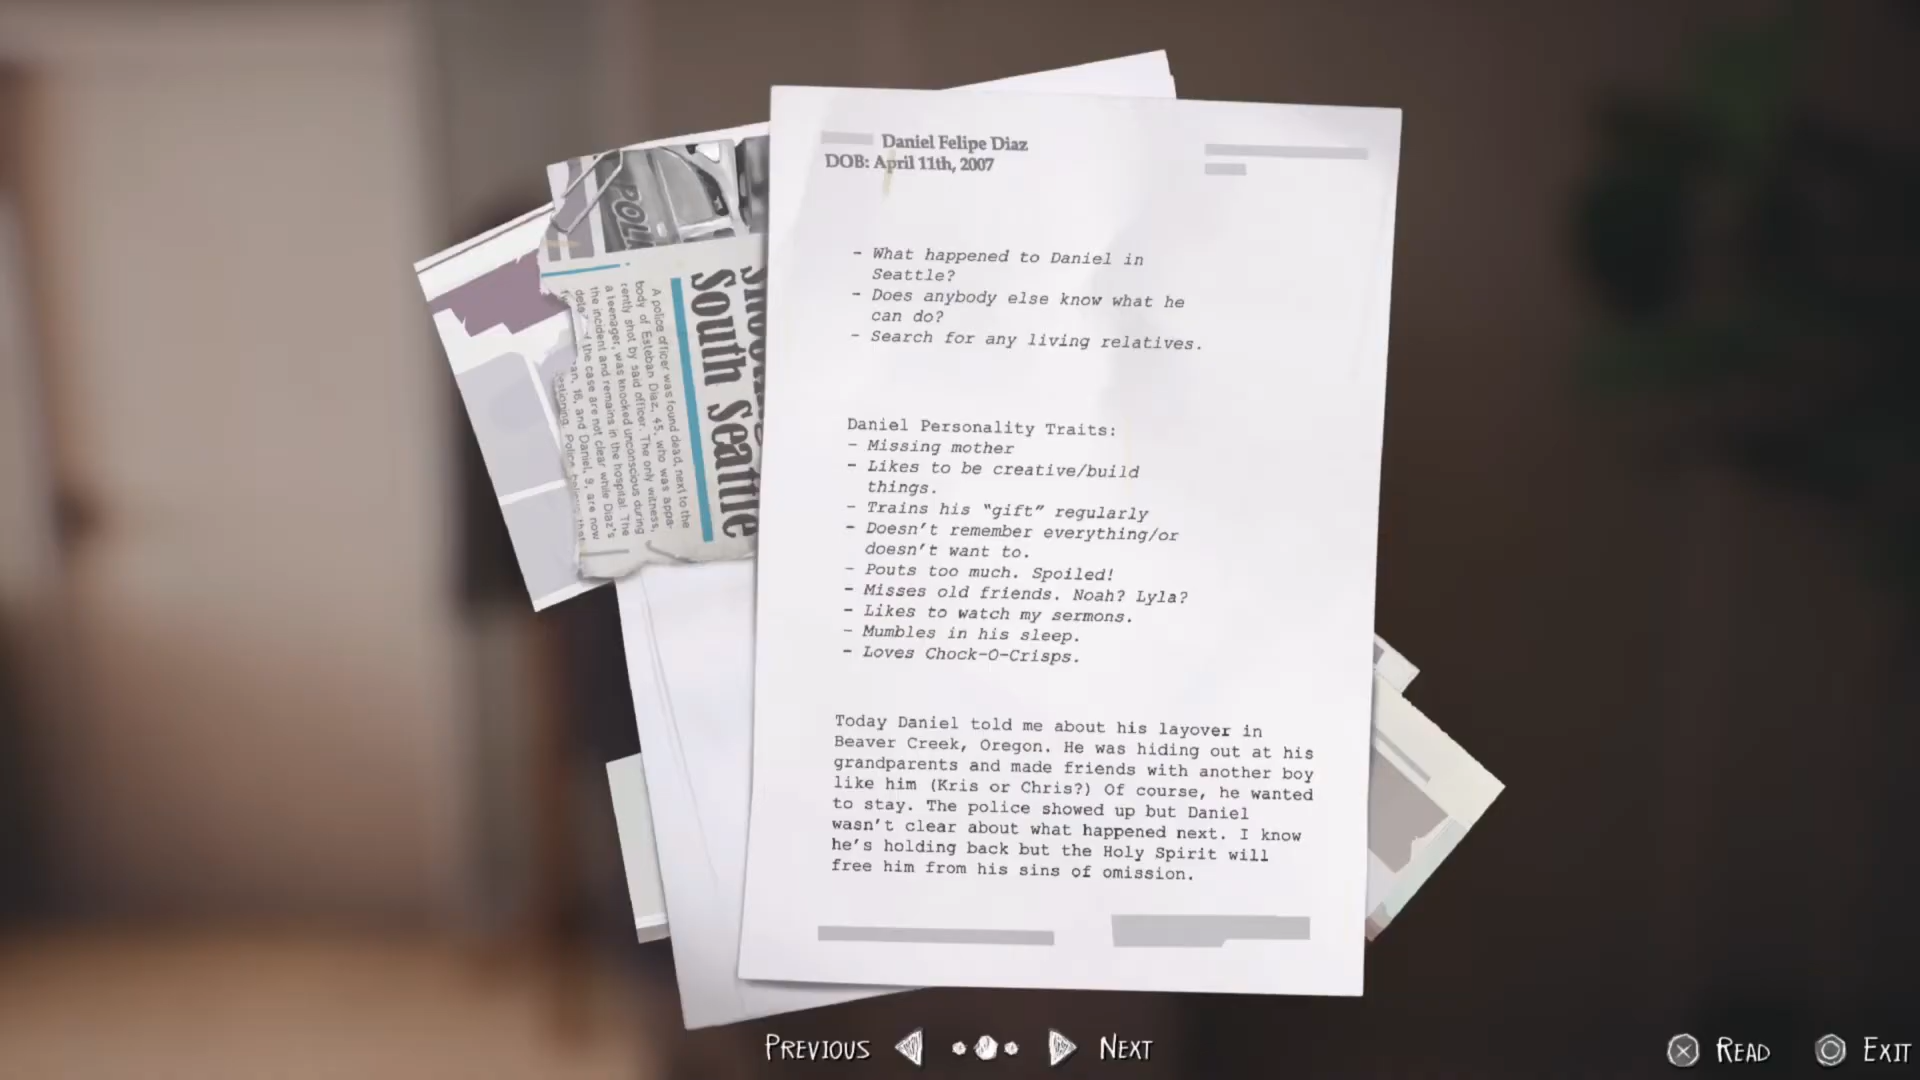 Daniel Felipe Diaz
DOB: April 11th, 2007
- What happened to Daniel in
Seattle?
- Does anybody else know what he
can do?
- Search for any living relatives.
Daniel Personality Traits:
- Missing mother
- Likes to be creative/build
things.
- Trains his “gift” regularly
- Doesn’t remember everything/or
doesn’t want to.
- Pouts too much. Spoiled!
- Misses old friends. Noah? Lyla?
- Likes to watch my sermons.
- Mumbles in his sleep.
- Loves Chock-O-Crisps.
Today Daniel told me about his layover in
Beaver Creek, Oregon. He was hiding out at his
grandparents and made friends with another boy
like him (Kris or Chris?) Of course, he wanted
to stay. The police showed up but Daniel
wasn’t clear about what happened next. I know
he’s holding back but the Holy Spirit will
free him from his sins of omission.
South Seattle
A police officer was found dead, next to the
body of Esteban Diaz, 45, who was appa-
rently shot by said officer. The only witness,
a teenager, was knocked unconscious during
the incident and remains in the hospital. The
of the case are not clear while Diaz’s
16, and Daniel, 9, are now
Police
PREVIOUS
NEXT
READ
EXIT